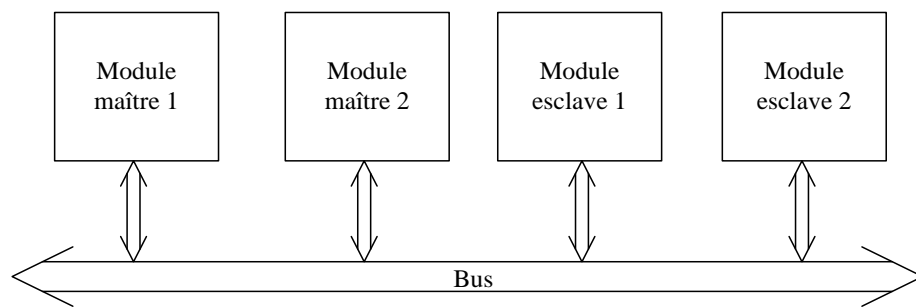 Module
maître 1
Module
maître 2
Module
esclave 1
Module
esclave 2
Bus